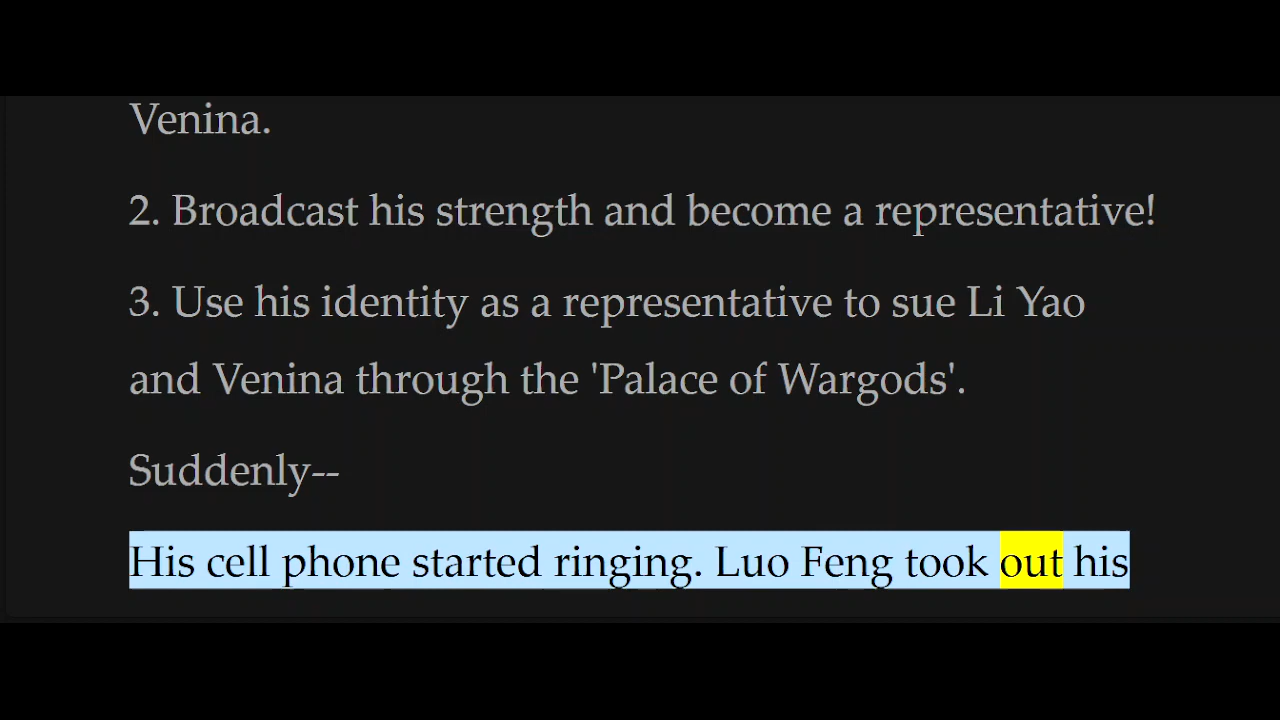 Venina.
2. Broadcast his strength and become a representative!
3. Use his identity as a representative to sue Li Yao
and Venina through the 'Palace of Wargods'.
Suddenly--
His cell phone started ringing. Luo Feng took out his